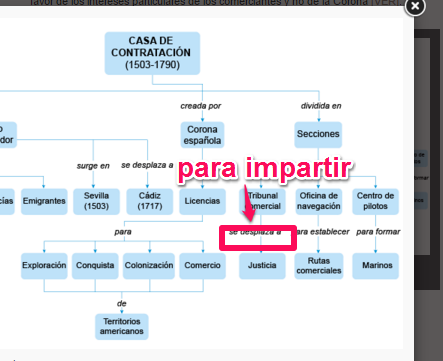 favor de los intereses particulares de los comerciantes y no de la Corona (VER).
CASA DE
CONTRATACIÓN
(1503-1790)
creada por
dividida en
dor
Corona
española
Secciones
surge en
se desplaza a
para impartir
cías
Emigrantes
Sevilla
(1503)
Cádiz
(1717)
Licencias
Tribunal
comercial
Oficina de
navegación
Centro de
pilotos
para
se desplaza a
para establecer
para formar
Exploración
Conquista
Colonización
Comercio
Justicia
Rutas
comerciales
Marinos
de
Territorios
americanos